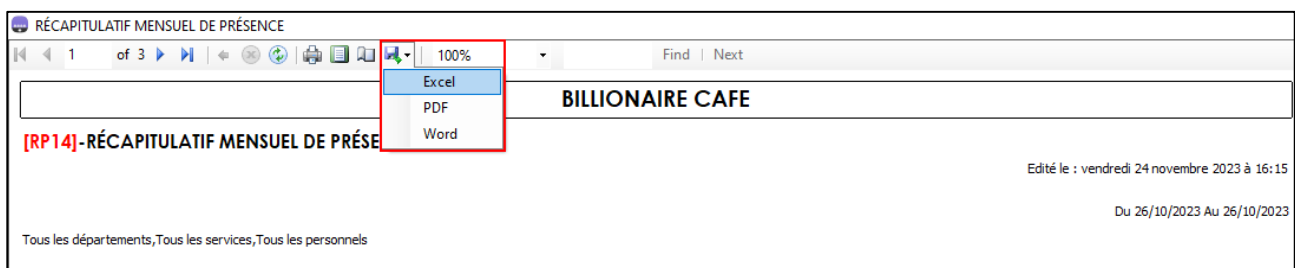 RÉCAPITULATIF MENSUEL DE PRÉSENCE
1 of 3 100% Find | Next
Excel
PDF
Word
BILLIONAIRE CAFE
[RP14]-RÉCAPITULATIF MENSUEL DE PRÉSE
Edité le : vendredi 24 novembre 2023 à 16:15
Du 26/10/2023 Au 26/10/2023
Tous les départements,Tous les services,Tous les personnels